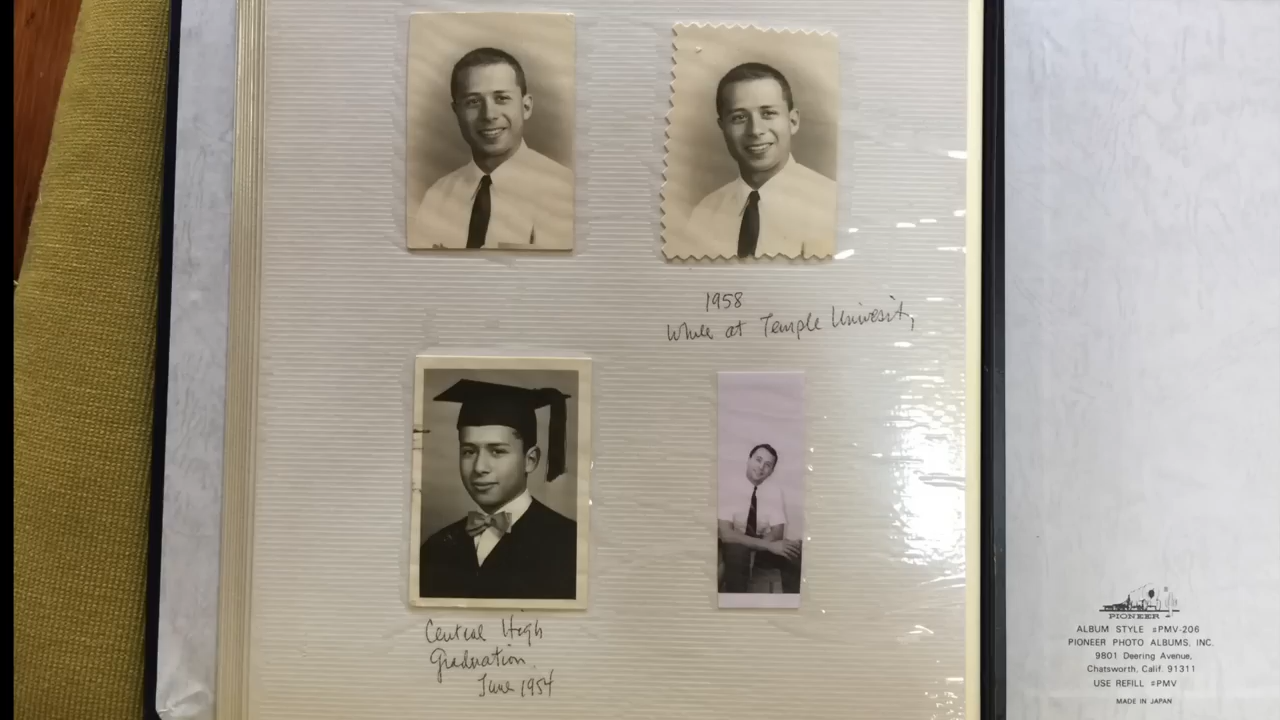 1958
While at Temple University
Central High
Graduation
June 1954
PIONEER
ALBUM STYLE #PMV-206
PIONEER PHOTO ALBUMS, INC.
9801 Deering Avenue,
Chatsworth, Calif. 91311
USE REFILL #PMV
MADE IN JAPAN